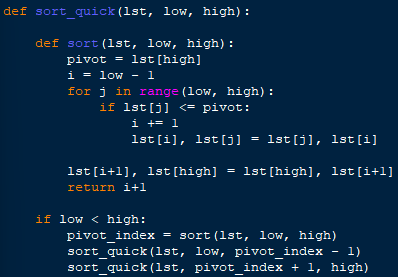 def sort_quick(lst, low, high):
    def sort(lst, low, high):
        pivot = lst[high]
        i = low - 1
        for j in range(low, high):
            if lst[j] <= pivot:
                i += 1
                lst[i], lst[j] = lst[j], lst[i]
        lst[i+1], lst[high] = lst[high], lst[i+1]
        return i+1
    if low < high:
        pivot_index = sort(lst, low, high)
        sort_quick(lst, low, pivot_index - 1)
        sort_quick(lst, pivot_index + 1, high)